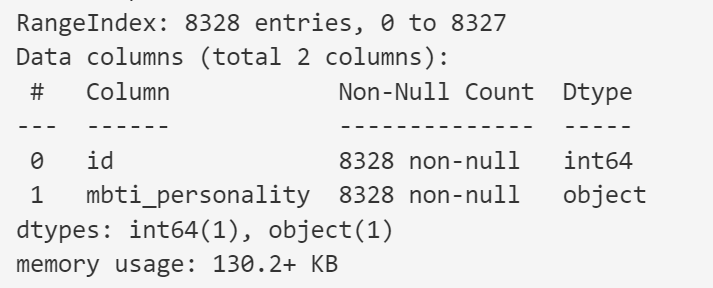 RangeIndex: 8328 entries, 0 to 8327
Data columns (total 2 columns):
 #   Column            Non-Null Count  Dtype
---  ------            --------------  -----
 0   id                8328 non-null   int64
 1   mbti_personality  8328 non-null   object
dtypes: int64(1), object(1)
memory usage: 130.2+ KB